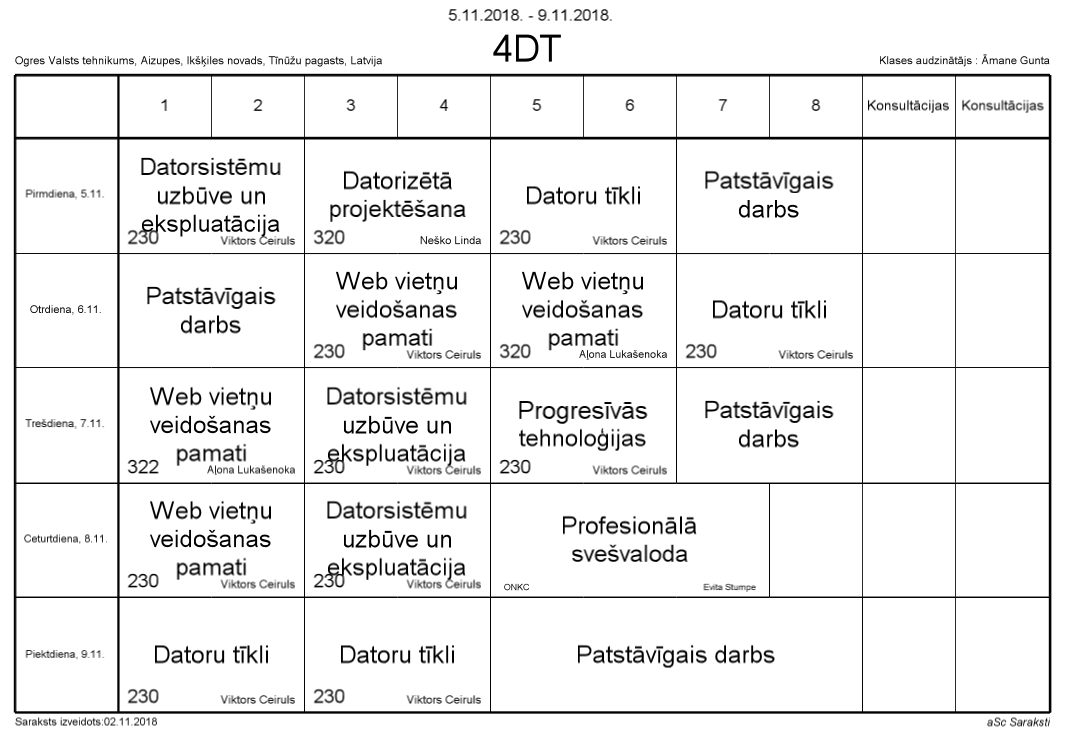 5.11.2018. - 9.11.2018.
4DT
Ogres Valsts tehnikums, Aizupes, Ikšķiles novads, Tīnūžu pagasts, Latvija
Klases audzinātājs : Āmane Gunta
1 2 3 4 5 6 7 8 Konsultācijas Konsultācijas
Pirmdiena, 5.11.
Datorsistēmu
uzbūve un
ekspluatācija
230 Viktors Ceiruls
Datorizētā
projektēšana
320 Neško Linda
Datoru tīkli
230 Viktors Ceiruls
Patstāvīgais
darbs
Otrdiena, 6.11.
Patstāvīgais
darbs
Web vietņu
veidošanas
pamati
230 Viktors Ceiruls
Web vietņu
veidošanas
pamati
320 Aļona Lukašenoka
Datoru tīkli
230 Viktors Ceiruls
Trešdiena, 7.11.
Web vietņu
veidošanas
pamati
322 Aļona Lukašenoka
Datorsistēmu
uzbūve un
ekspluatācija
230 Viktors Ceiruls
Progresīvās
tehnoloģijas
230 Viktors Ceiruls
Patstāvīgais
darbs
Ceturtdiena, 8.11.
Web vietņu
veidošanas
pamati
230 Viktors Ceiruls
Datorsistēmu
uzbūve un
ekspluatācija
230 Viktors Ceiruls
Profesionālā
svešvaloda
ONKC Evita Stumpe
Piektdiena, 9.11.
Datoru tīkli
230 Viktors Ceiruls
Datoru tīkli
230 Viktors Ceiruls
Patstāvīgais darbs
Saraksts izveidots:02.11.2018
aSc Saraksti